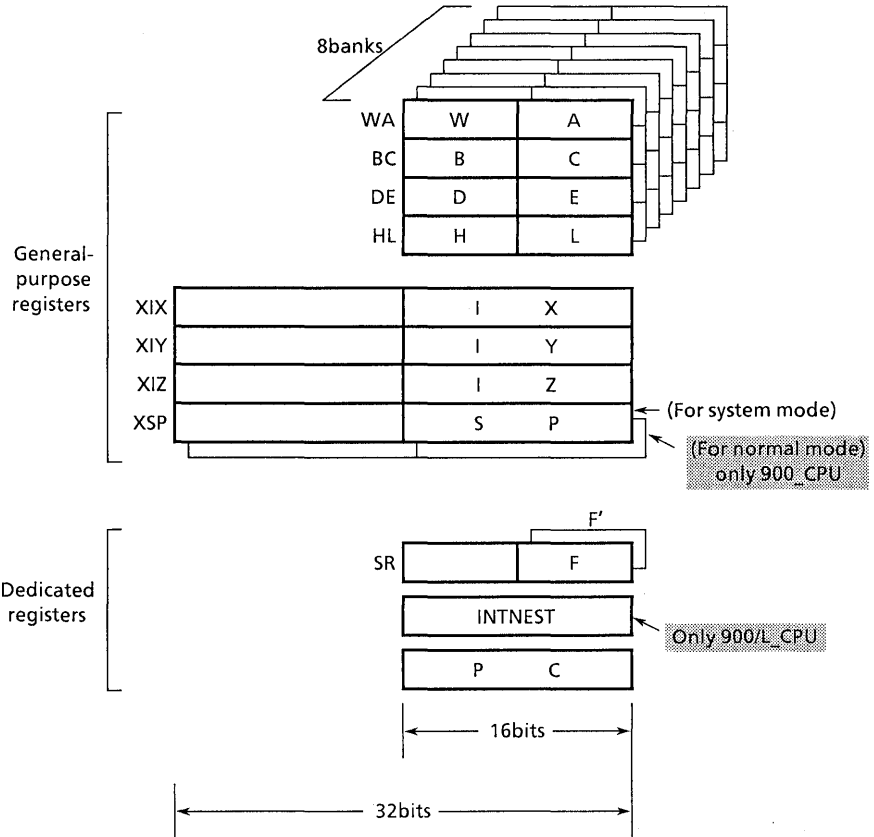 8banks
WA W A
BC B C
DE D E
HL H L
General-
purpose
registers
XIX I X
XIY I Y
XIZ I Z
XSP S P
(For system mode)
(For normal mode)
only 900_CPU
F'
SR F
Dedicated
registers
INTNEST
Only 900/L_CPU
P C
16bits
32bits